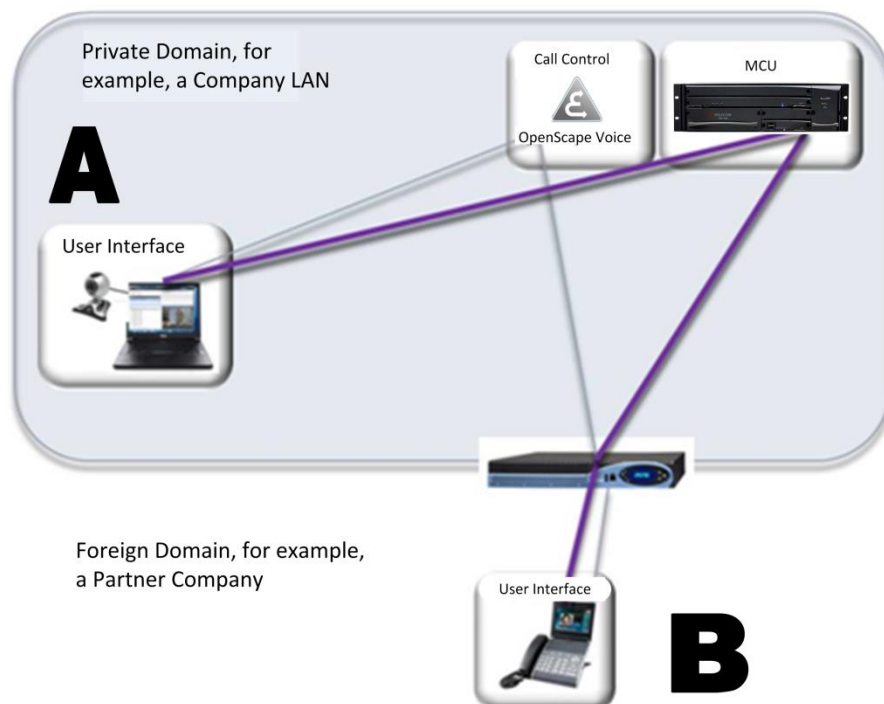 Private Domain, for
example, a Company LAN
Call Control
OpenScape Voice
MCU
A
User Interface
Foreign Domain, for example,
a Partner Company
User Interface
B